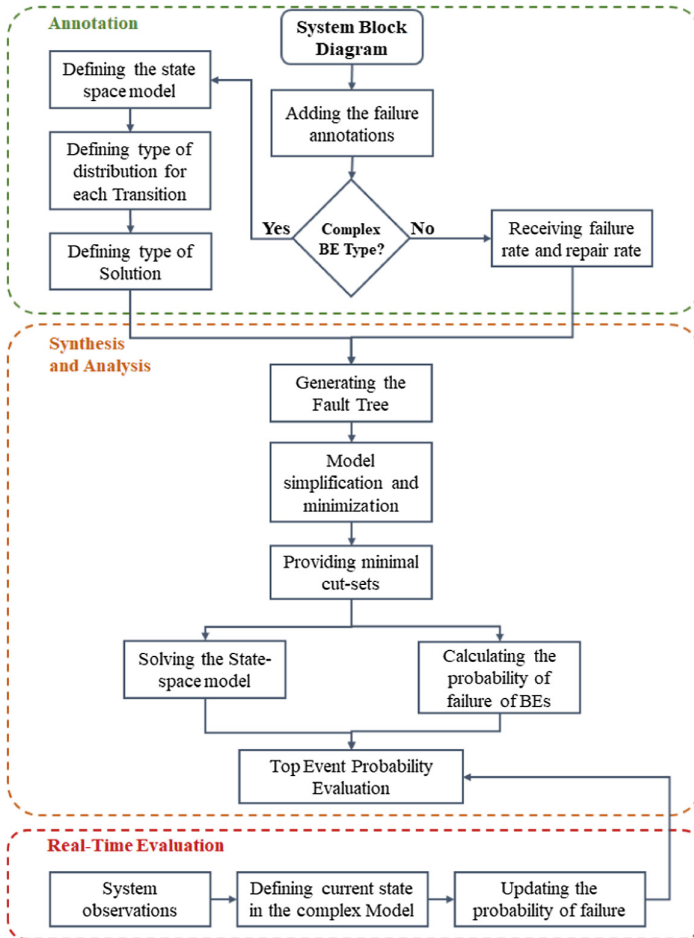 Annotation
System Block
Diagram
Defining the state
space model
Adding the failure
annotations
Defining type of
distribution for
each Transition
Yes
Complex
BE Type?
No
Receiving failure
rate and repair rate
Defining type of
Solution
Synthesis
and Analysis
Generating the
Fault Tree
Model
simplification and
minimization
Providing minimal
cut-sets
Solving the State-
space model
Calculating the
probability of
failure of BEs
Top Event Probability
Evaluation
Real-Time Evaluation
System
observations
Defining current state
in the complex Model
Updating the
probability of failure